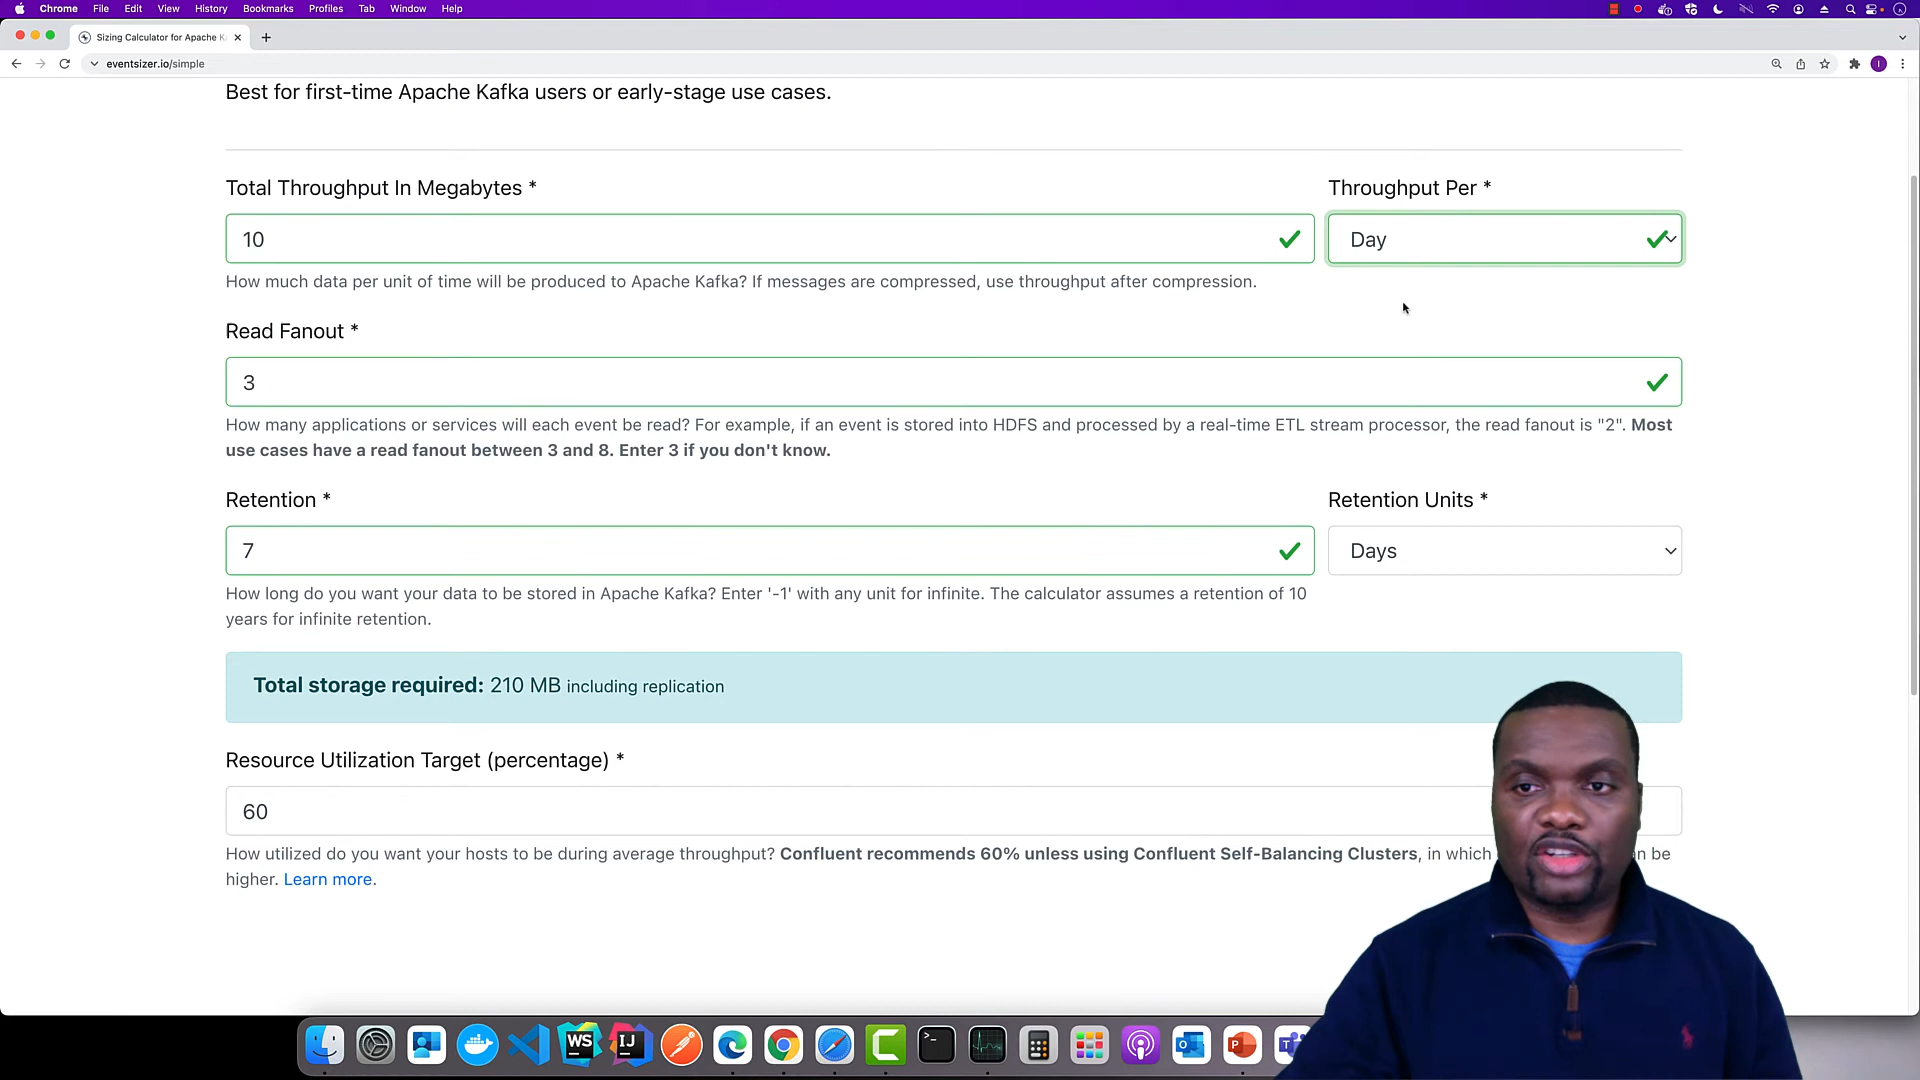 Chrome File Edit View History Bookmarks Profiles Tab Window Help
Sizing Calculator for Apache K
eventsizer.io/simple
Best for first-time Apache Kafka users or early-stage use cases.
Total Throughput In Megabytes *
Throughput Per *
10
Day
How much data per unit of time will be produced to Apache Kafka? If messages are compressed, use throughput after compression.
Read Fanout *
3
How many applications or services will each event be read? For example, if an event is stored into HDFS and processed by a real-time ETL stream processor, the read fanout is "2". Most
use cases have a read fanout between 3 and 8. Enter 3 if you don't know.
Retention *
Retention Units *
7
Days
How long do you want your data to be stored in Apache Kafka? Enter '-1' with any unit for infinite. The calculator assumes a retention of 10
years for infinite retention.
Total storage required: 210 MB including replication
Resource Utilization Target (percentage) *
60
How utilized do you want your hosts to be during average throughput? Confluent recommends 60% unless using Confluent Self-Balancing Clusters, in which
n be
higher. Learn more.
WS
IJ